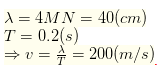 λ = 4MN = 40(cm)
T = 0.2(s)
⇒ v = λ/T = 200(m/s)